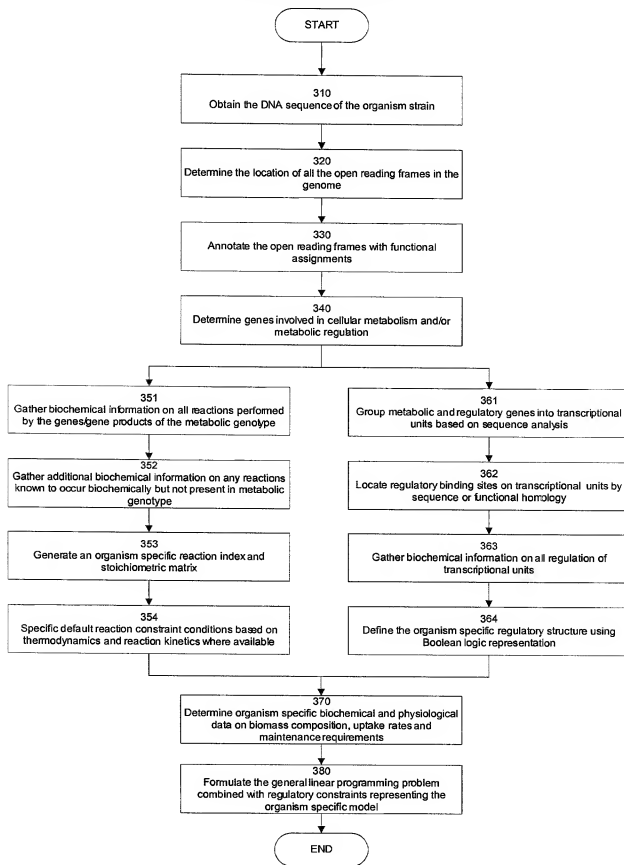 START
310
Obtain the DNA sequence of the organism strain
320
Determine the location of all the open reading frames in the
genome
330
Annotate the open reading frames with functional
assignments
340
Determine genes involved in cellular metabolism and/or
metabolic regulation
351
Gather biochemical information on all reactions performed
by the genes/gene products of the metabolic genotype
352
Gather additional biochemical information on any reactions
known to occur biochemically but not present in metabolic
genotype
353
Generate an organism specific reaction index and
stoichiometric matrix
354
Specific default reaction constraint conditions based on
thermodynamics and reaction kinetics where available
361
Group metabolic and regulatory genes into transcriptional
units based on sequence analysis
362
Locate regulatory binding sites on transcriptional units by
sequence or functional homology
363
Gather biochemical information on all regulation of
transcriptional units
364
Define the organism specific regulatory structure using
Boolean logic representation
370
Determine organism specific biochemical and physiological
data on biomass composition, uptake rates and
maintenance requirements
380
Formulate the general linear programming problem
combined with regulatory constraints representing the
organism specific model
END